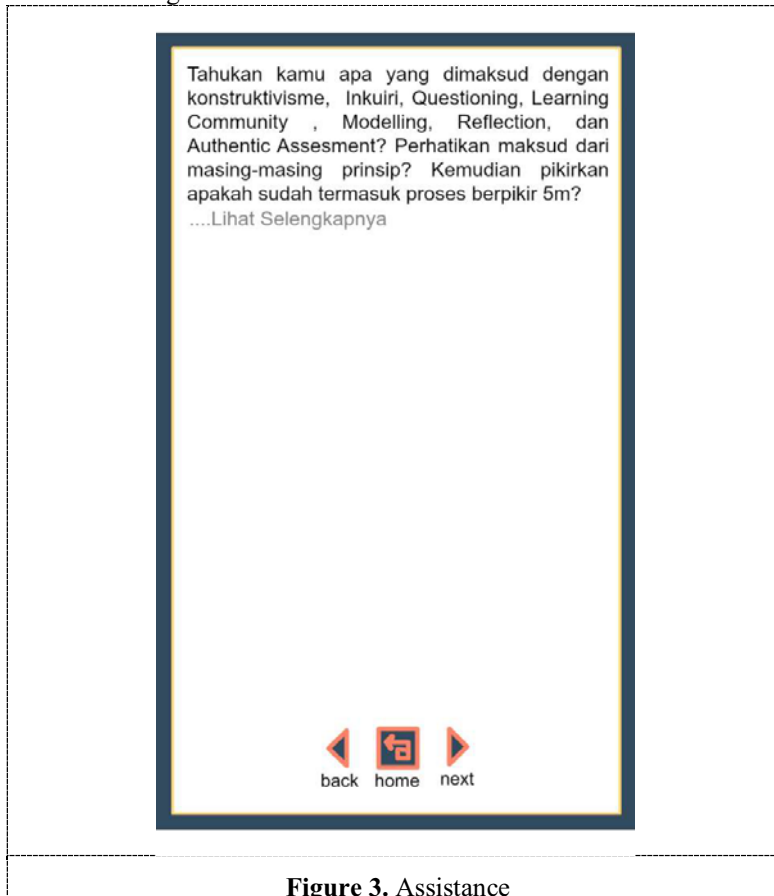 Tahukan kamu apa yang dimaksud dengan
konstruktivisme, Inkuiri, Questioning, Learning
Community , Modelling, Reflection, dan
Authentic Assesment? Perhatikan maksud dari
masing-masing prinsip? Kemudian pikirkan
apakah sudah termasuk proses berpikir 5m?
....Lihat Selengkapnya
back home next
Figure 3. Assistance